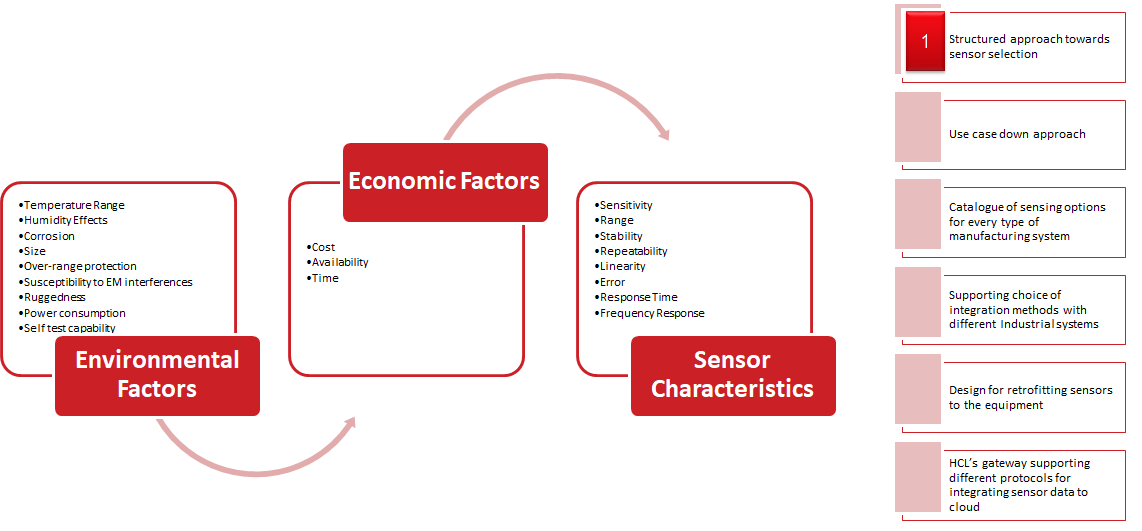 •Temperature Range
•Humidity Effects
•Corrosion
•Size
•Over-range protection
•Susceptibility to EM interferences
•Ruggedness
•Power consumption
•Self test capability
Environmental
Factors
Economic Factors
•Cost
•Availability
•Time
•Sensitivity
•Range
•Stability
•Repeatability
•Linearity
•Error
•Response Time
•Frequency Response
Sensor
Characteristics
1
Structured approach towards
sensor selection
Use case down approach
Catalogue of sensing options
for every type of
manufacturing system
Supporting choice of
integration methods with
different Industrial systems
Design for retrofitting sensors
to the equipment
HCL's gateway supporting
different protocols for
integrating sensor data to
cloud